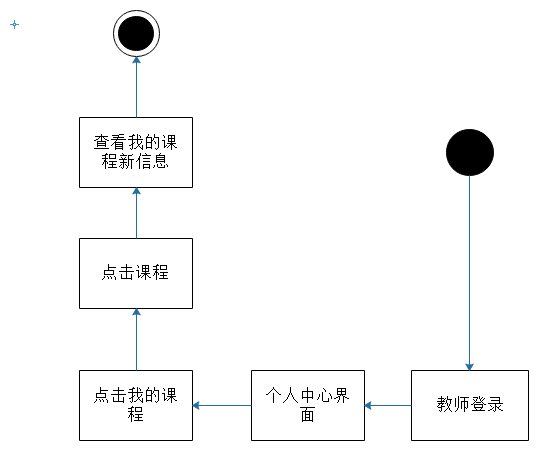 查看我的课
程新信息
点击课程
点击我的课
程
个人中心界
面
教师登录